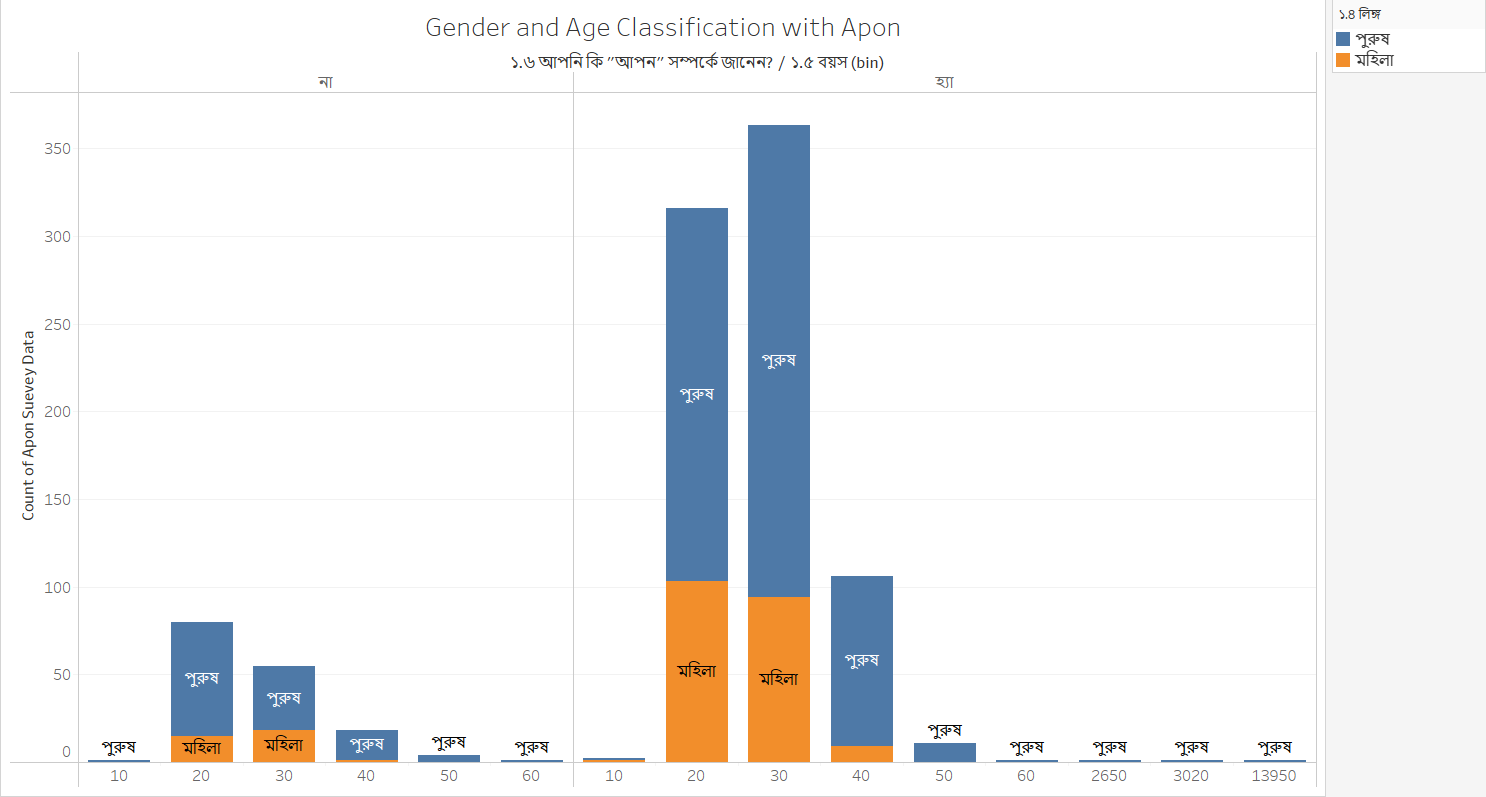 Gender and Age Classification with Apon
১.৬ আপনি কি "আপন" সম্পর্কে জানেন? / ১.৫ বয়স (bin)
না
হ্যা
Count of Apon Suevey Data
350
300
250
200
150
100
50
0
পুরুষ
পুরুষ
মহিলা
পুরুষ
মহিলা
পুরুষ
পুরুষ
পুরুষ
পুরুষ
মহিলা
পুরুষ
মহিলা
পুরুষ
পুরুষ
পুরুষ
পুরুষ
পুরুষ
পুরুষ
10 20 30 40 50 60 10 20 30 40 50 60 2650 3020 13950
১.৪ লিঙ্গ
পুরুষ
মহিলা